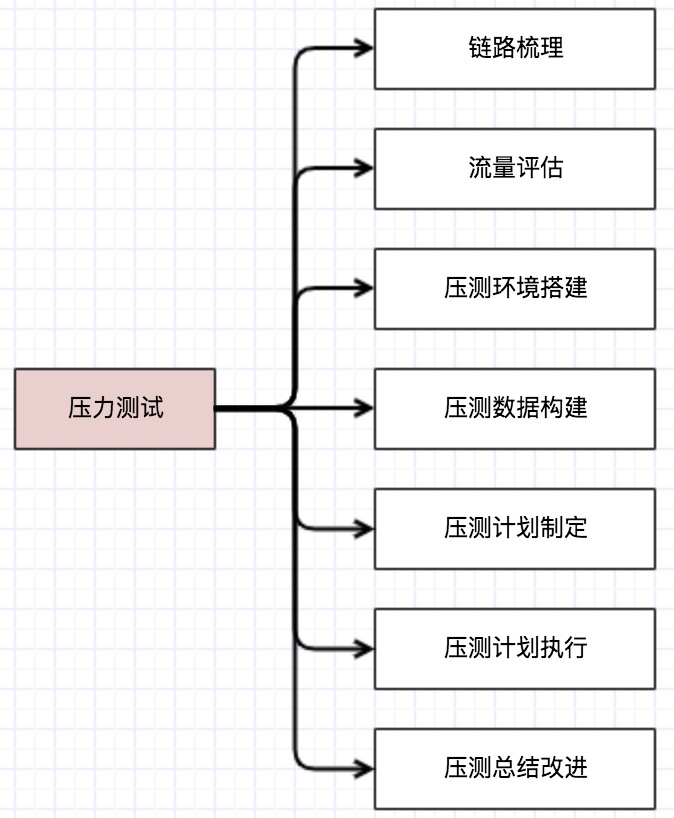 链路梳理
流量评估
压测环境搭建
压力测试
压测数据构建
压测计划制定
压测计划执行
压测总结改进